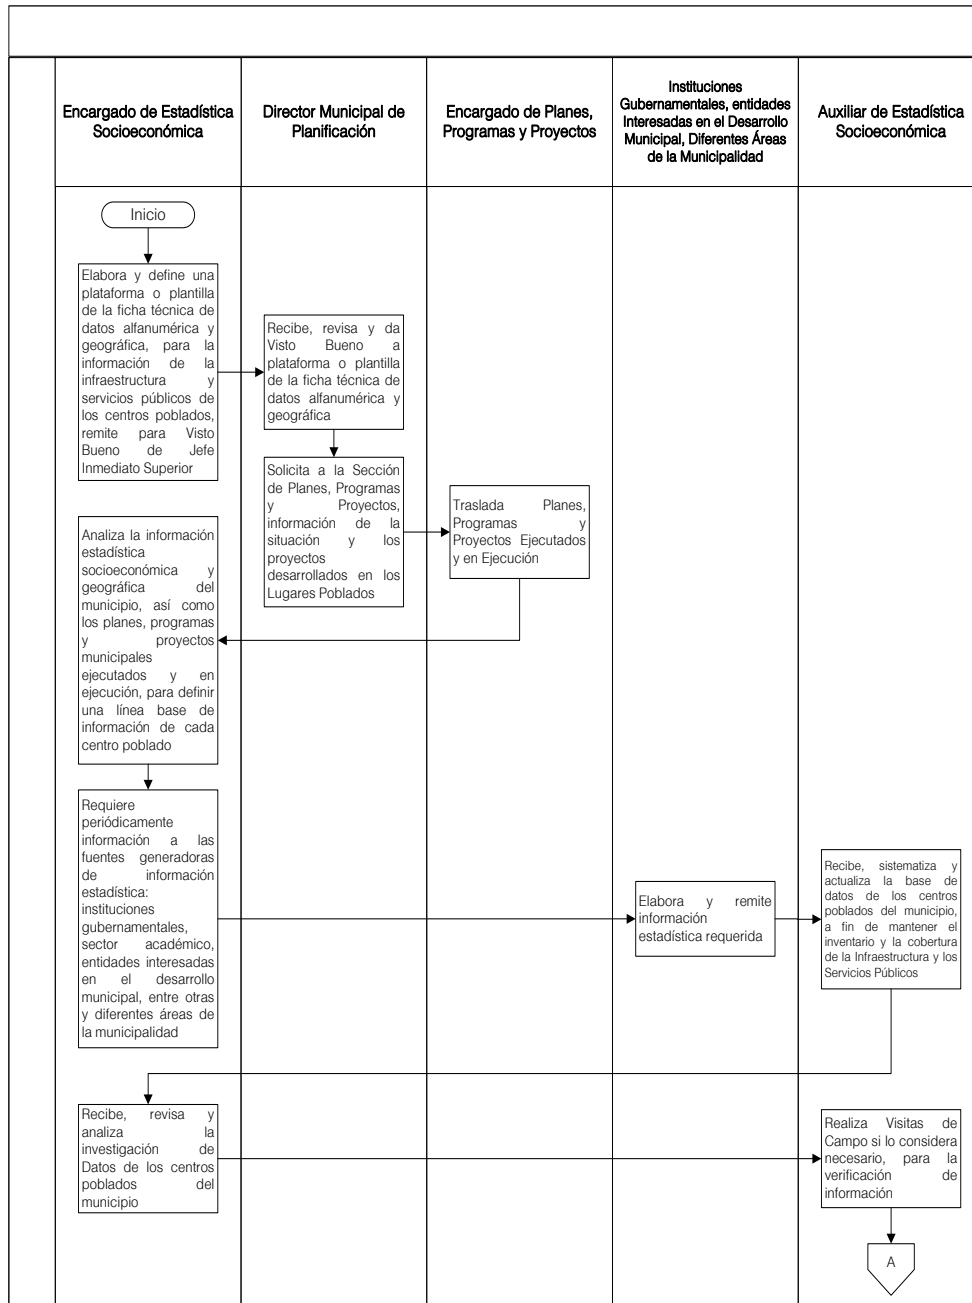 Encargado de Estadística
Socioeconómica
Director Municipal de
Planificación
Encargado de Planes,
Programas y Proyectos
Instituciones
Gubernamentales, entidades
Interesadas en el Desarrollo
Municipal, Diferentes Áreas
de la Municipalidad
Auxiliar de Estadística
Socioeconómica
Inicio
Elabora y define una
plataforma o plantilla
de la ficha técnica de
datos alfanumérica y
geográfica, para la
información de la
infraestructura y
servicios públicos de
los centros poblados,
remite para Visto
Bueno de Jefe
Inmediato Superior
Recibe, revisa y da
Visto Bueno a
plataforma o plantilla
de la ficha técnica de
datos alfanumérica y
geográfica
Solicita a la Sección
de Planes, Programas
y Proyectos,
información de la
situación y los
proyectos
desarrollados en los
Lugares Poblados
Traslada Planes,
Programas y
Proyectos Ejecutados
y en Ejecución
Analiza la información
estadística
socioeconómica y
geográfica del
municipio, así como
los planes, programas
y proyectos
municipales
ejecutados y en
ejecución, para definir
una línea base de
información de cada
centro poblado
Requiere
periódicamente
información a las
fuentes generadoras
de información
estadística:
instituciones
gubernamentales,
sector académico,
entidades interesadas
en el desarrollo
municipal, entre otras
y diferentes áreas de
la municipalidad
Elabora y remite
información
estadística requerida
Recibe, sistematiza y
actualiza la base de
datos de los centros
poblados del municipio,
a fin de mantener el
inventario y la cobertura
de la Infraestructura y los
Servicios Públicos
Recibe, revisa y
analiza la
investigación de
Datos de los centros
poblados del
municipio
Realiza Visitas de
Campo si lo considera
necesario, para la
verificación de
información
A